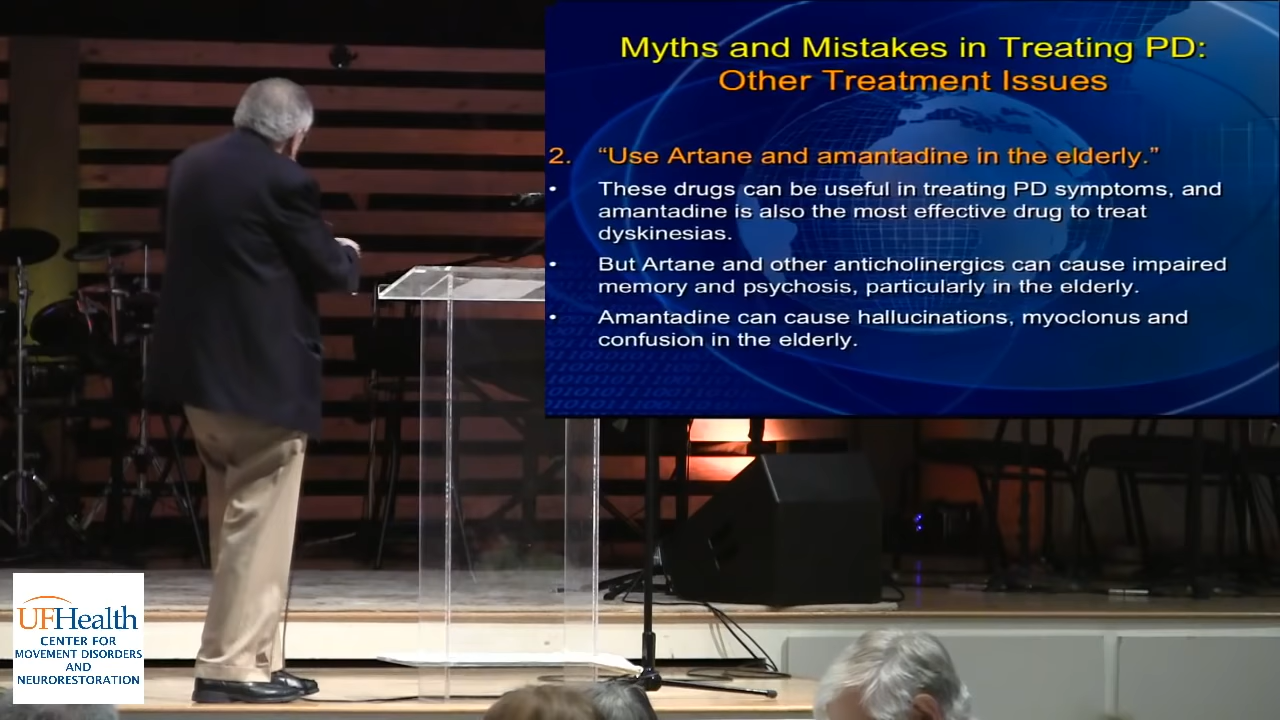 Myths and Mistakes in Treating PD:
Other Treatment Issues
2. “Use Artane and amantadine in the elderly.”
• These drugs can be useful in treating PD symptoms, and
amantadine is also the most effective drug to treat
dyskinesias.
• But Artane and other anticholinergics can cause impaired
memory and psychosis, particularly in the elderly.
• Amantadine can cause hallucinations, myoclonus and
confusion in the elderly.
UFHealth
CENTER FOR
MOVEMENT DISORDERS
AND
NEURORESTORATION